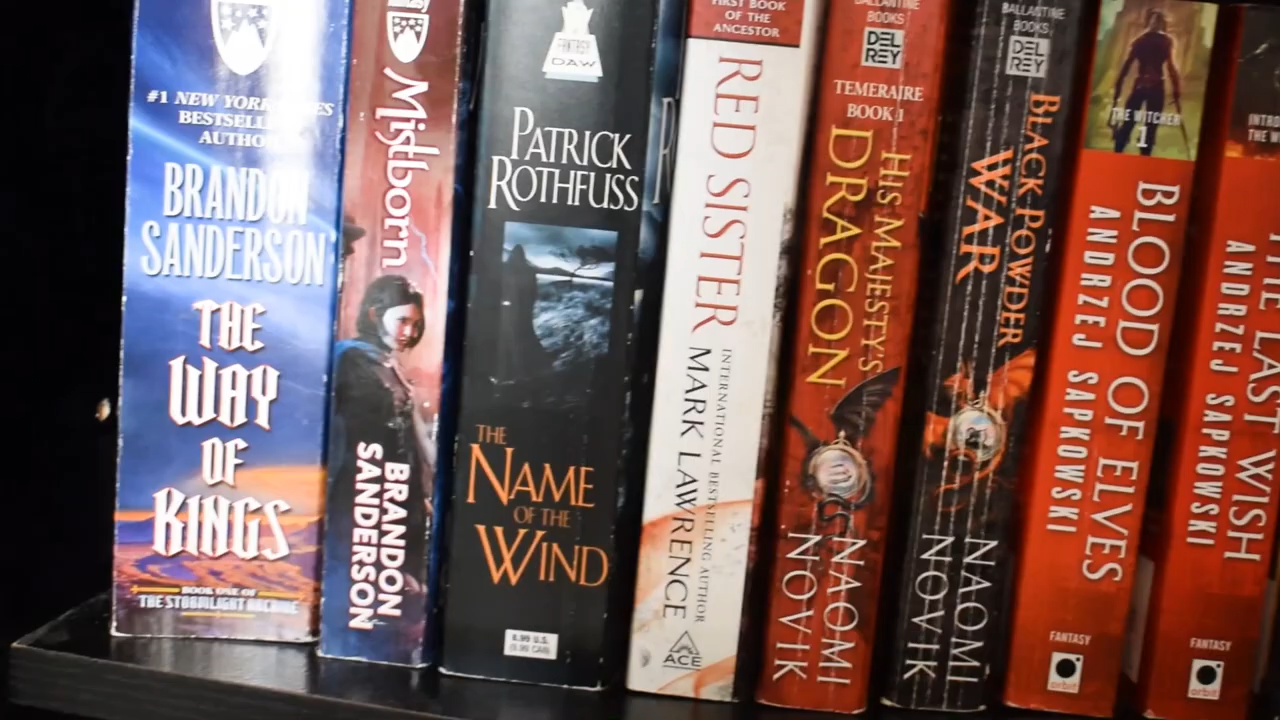 #1 NEW YORK TIMES
BESTSELLING
AUTHOR
BRANDON
SANDERSON
THE
WAY
OF
KINGS
BOOK ONE OF
THE STORMLIGHT ARCHIVE
Mistborn
BRANDON
SANDERSON
FANTASY
DAW
PATRICK
ROTHFUSS
THE
NAME
OF THE
WIND
8.99 U.S.
FIRST BOOK
OF THE
ANCESTOR
RED SISTER
INTERNATIONAL BESTSELLING AUTHOR
MARK LAWRENCE
ACE
BALLANTINE
BOOKS
DEL
REY
TEMERAIRE
BOOK 1
HIS MAJESTY'S
DRAGON
NAOMI
NOVIK
BALLANTINE
BOOKS
DEL
REY
BLACK POWDER
WAR
NAOMI
NOVIK
THE WITCHER
1
BLOOD OF ELVES
ANDRZEJ SAPKOWSKI
FANTASY
orbit
THE LAST WISH
ANDRZEJ SAPKOWSKI
FANTASY
orbit